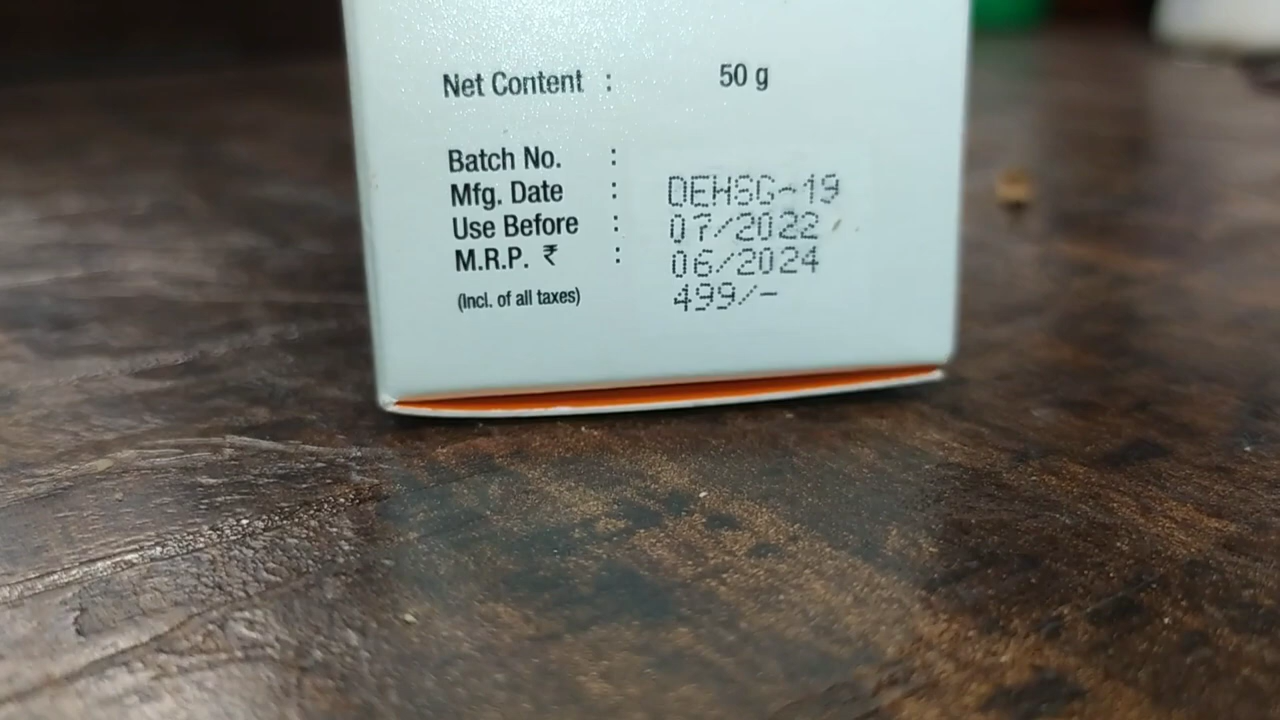 Net Content : 50 g
Batch No. :
Mfg. Date : DEHSG-19
Use Before : 07/2022
M.R.P. ₹ : 06/2024
(Incl. of all taxes) 499/-